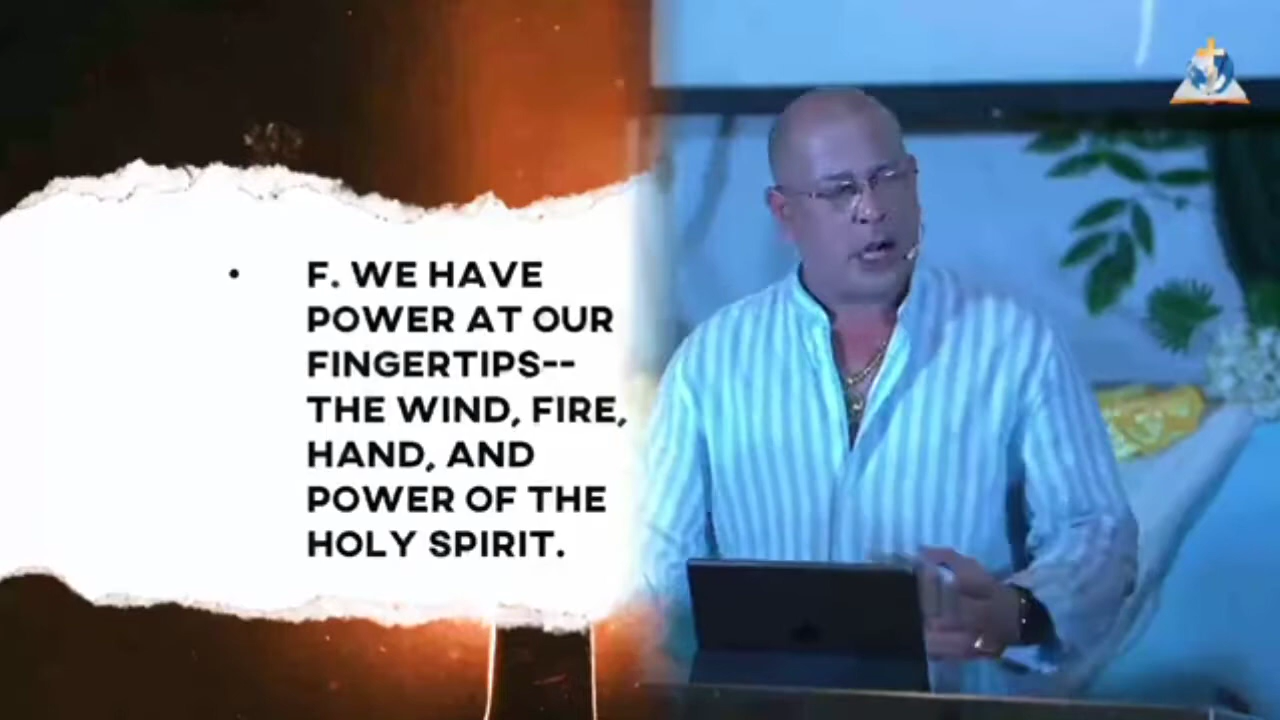 • F. WE HAVE
POWER AT OUR
FINGERTIPS--
THE WIND, FIRE,
HAND, AND
POWER OF THE
HOLY SPIRIT.